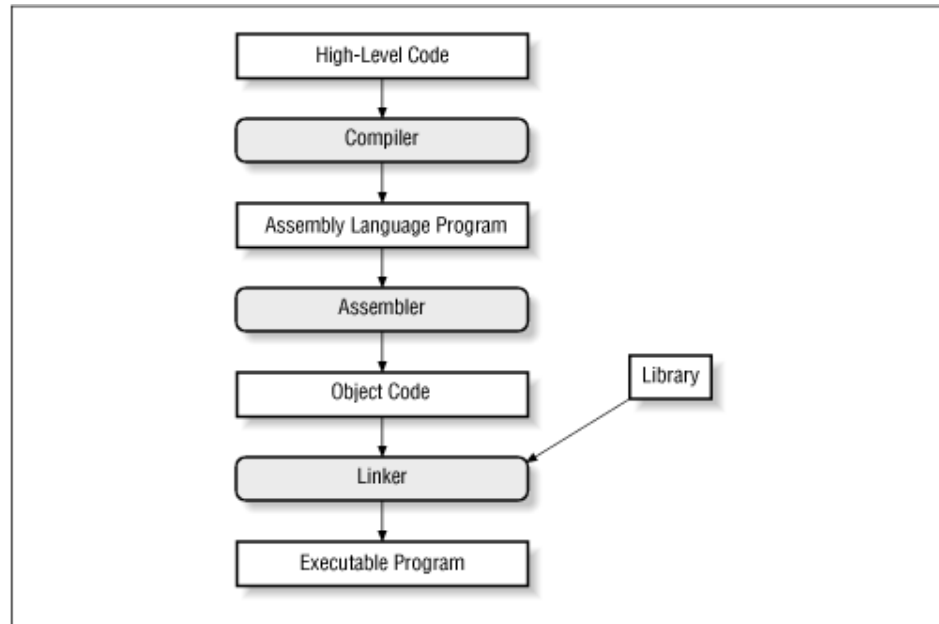 High-Level Code
Compiler
Assembly Language Program
Assembler
Object Code
Library
Linker
Executable Program